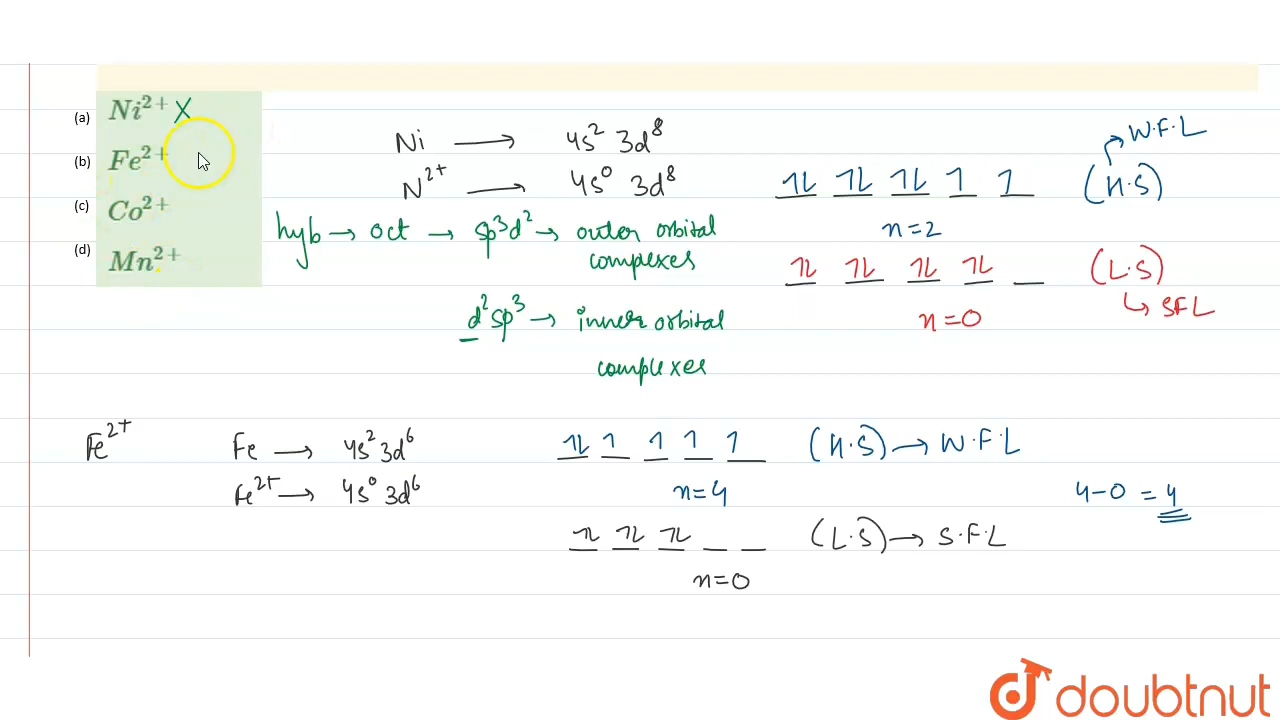 (a) Ni²⁺ X
(b) Fe²⁺
(c) Co²⁺
(d) Mn²⁺
Ni ⟶ 4s² 3d⁸
N²⁺ ⟶ 4s⁰ 3d⁸
(H.S)
W.F.L
n=2
hyb → oct → sp³d² → outer orbital
complexes
(L.S)
↳ SFL
n=0
d²sp³ → inner orbital
complexes
Fe²⁺
Fe ⟶ 4s² 3d⁶
(H.S) ⟶ W.F.L
Fe²⁺ ⟶ 4s⁰ 3d⁶
n=4
4-0 = 4
(L.S) ⟶ S.F.L
n=0
doubtnut